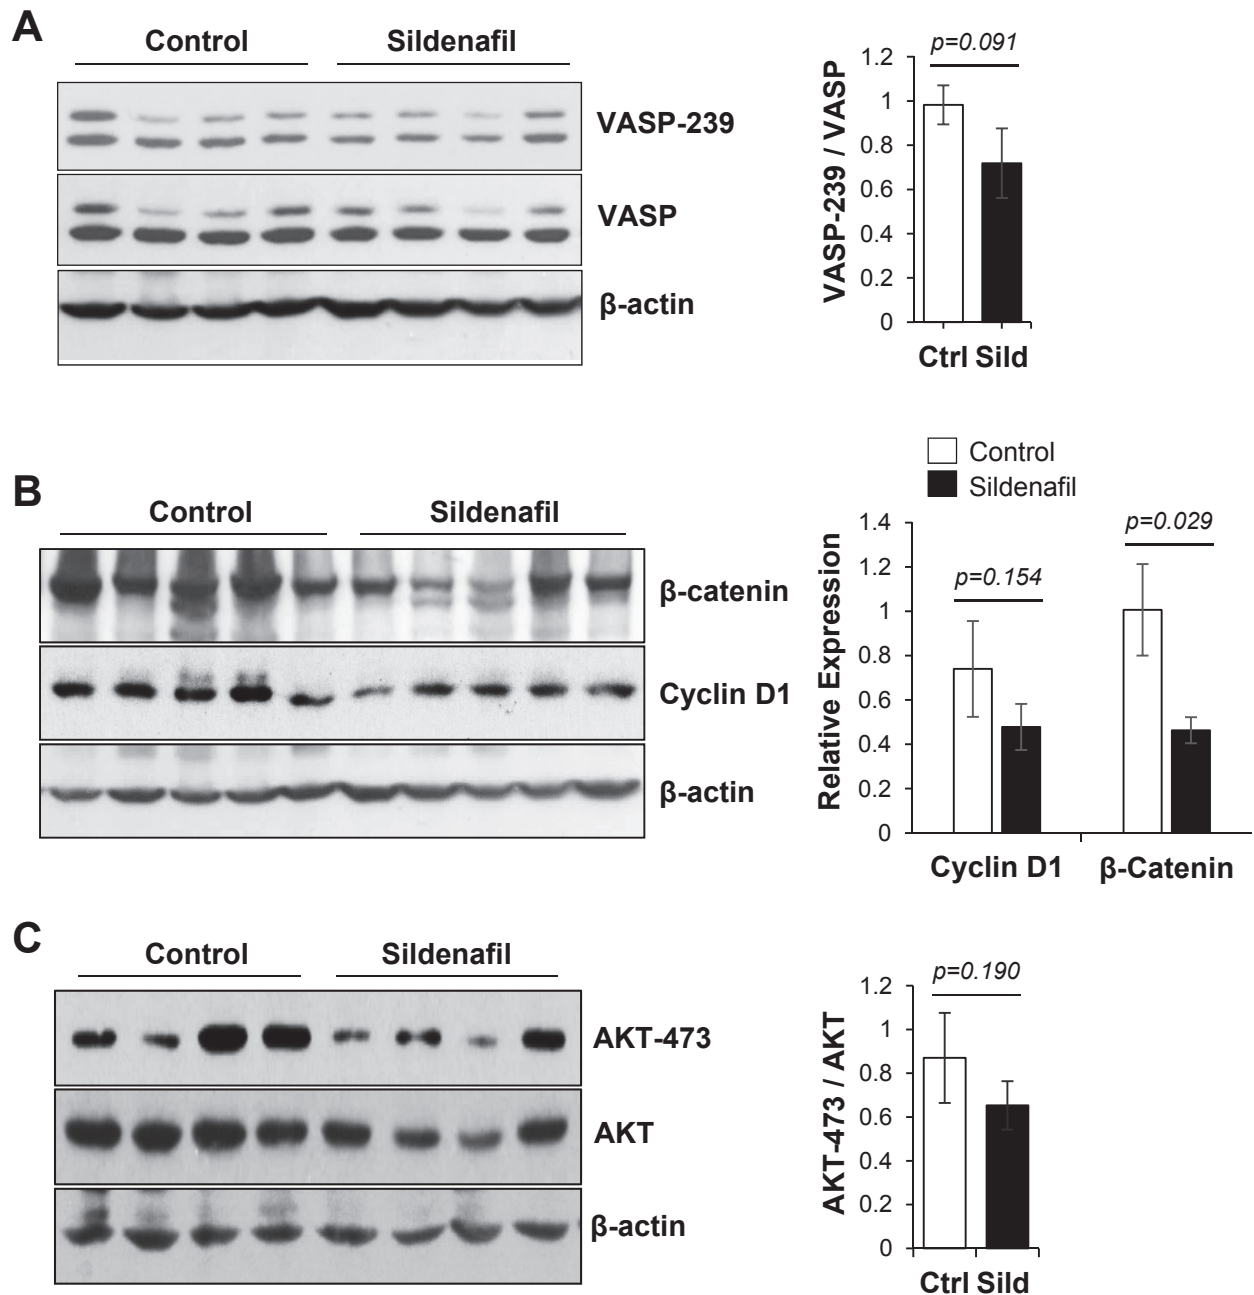 A
Control Sildenafil
VASP-239
VASP
β-actin
p=0.091
VASP-239 / VASP
1.2
1
0.8
0.6
0.4
0.2
0
Ctrl Sild
B
Control Sildenafil
β-catenin
Cyclin D1
β-actin
Control
Sildenafil
p=0.154
p=0.029
Relative Expression
1.4
1.2
1
0.8
0.6
0.4
0.2
0
Cyclin D1 β-Catenin
C
Control Sildenafil
AKT-473
AKT
β-actin
p=0.190
AKT-473 / AKT
1.2
1
0.8
0.6
0.4
0.2
0
Ctrl Sild